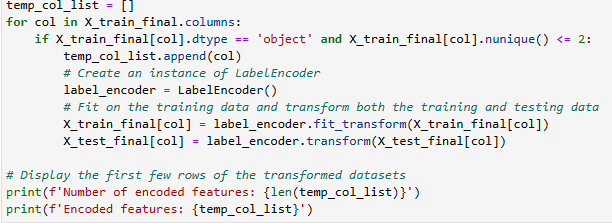 temp_col_list = []
for col in X_train_final.columns:
    if X_train_final[col].dtype == 'object' and X_train_final[col].nunique() <= 2:
        temp_col_list.append(col)
        # Create an instance of LabelEncoder
        label_encoder = LabelEncoder()
        # Fit on the training data and transform both the training and testing data
        X_train_final[col] = label_encoder.fit_transform(X_train_final[col])
        X_test_final[col] = label_encoder.transform(X_test_final[col])

# Display the first few rows of the transformed datasets
print(f'Number of encoded features: {len(temp_col_list)}')
print(f'Encoded features: {temp_col_list}')